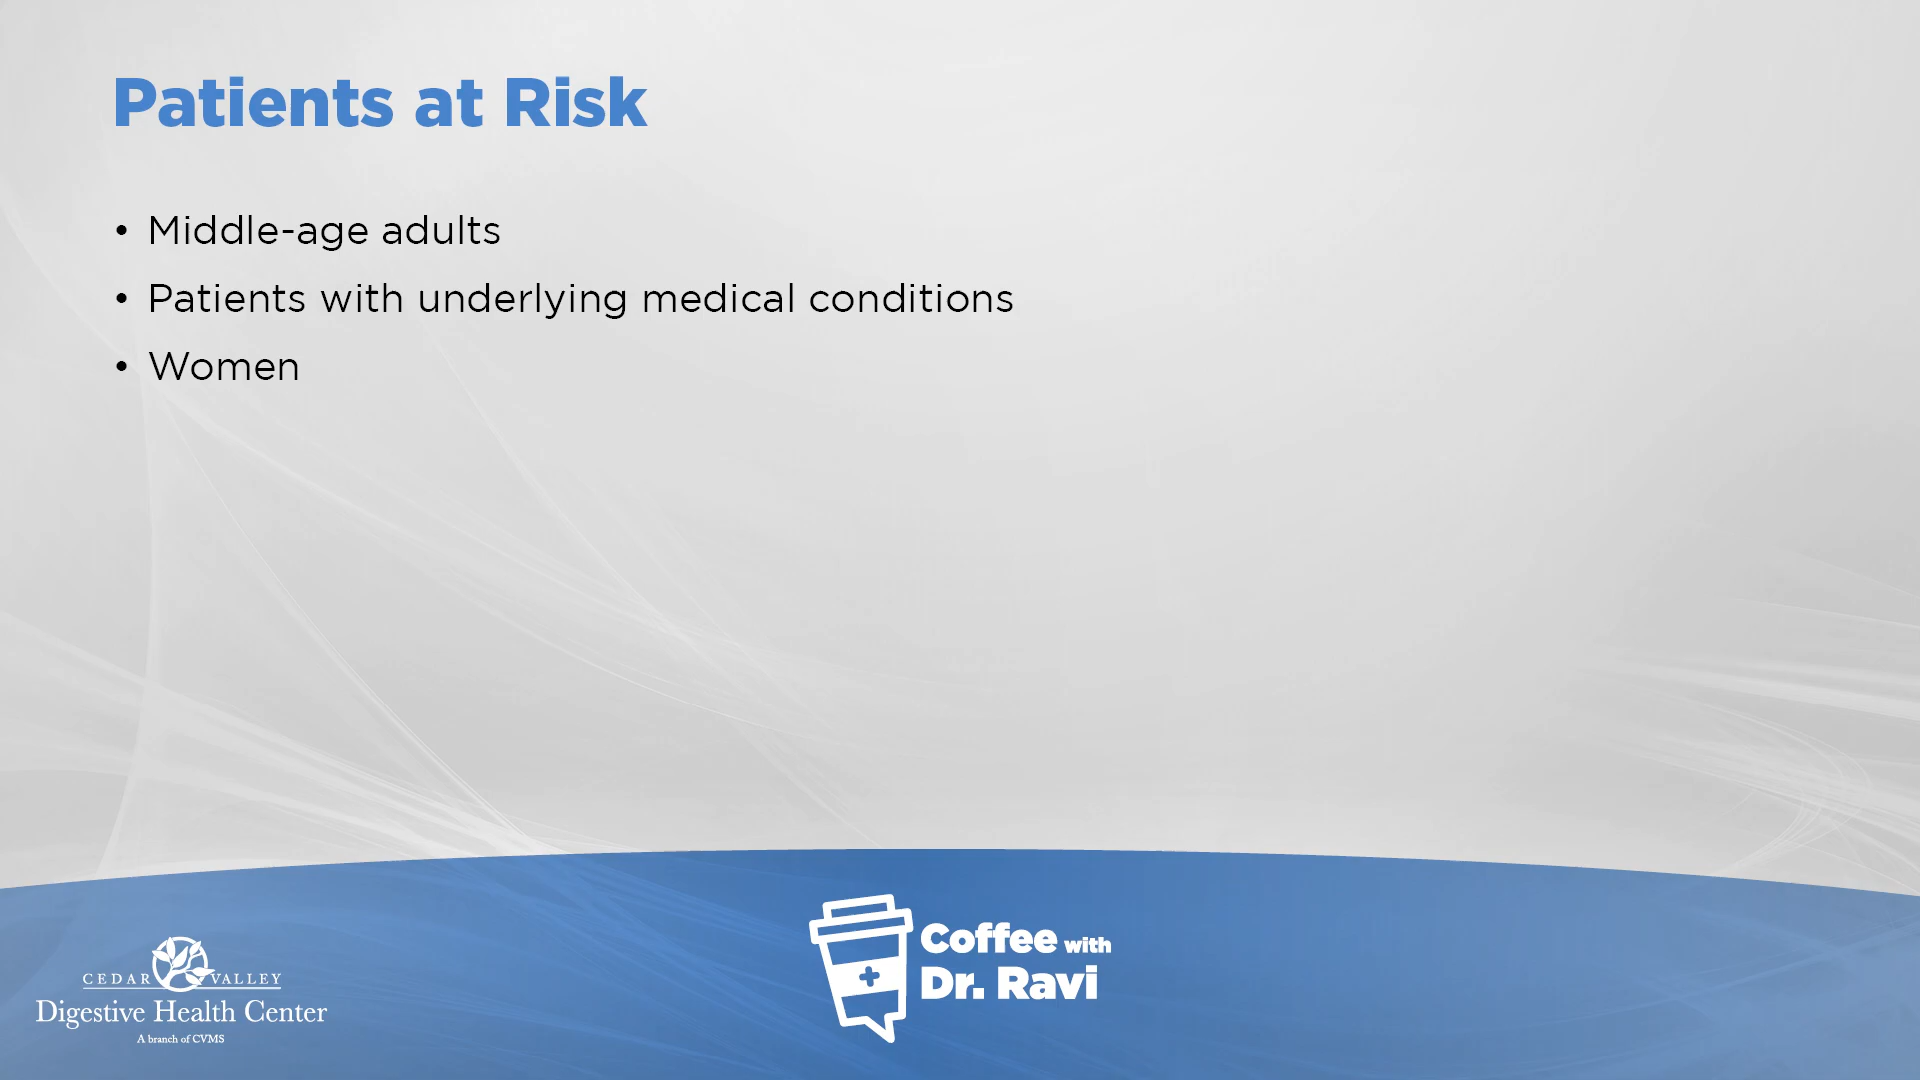 Patients at Risk
• Middle-age adults
• Patients with underlying medical conditions
• Women
CEDAR VALLEY
Digestive Health Center
A branch of CVMS
Coffee with
Dr. Ravi